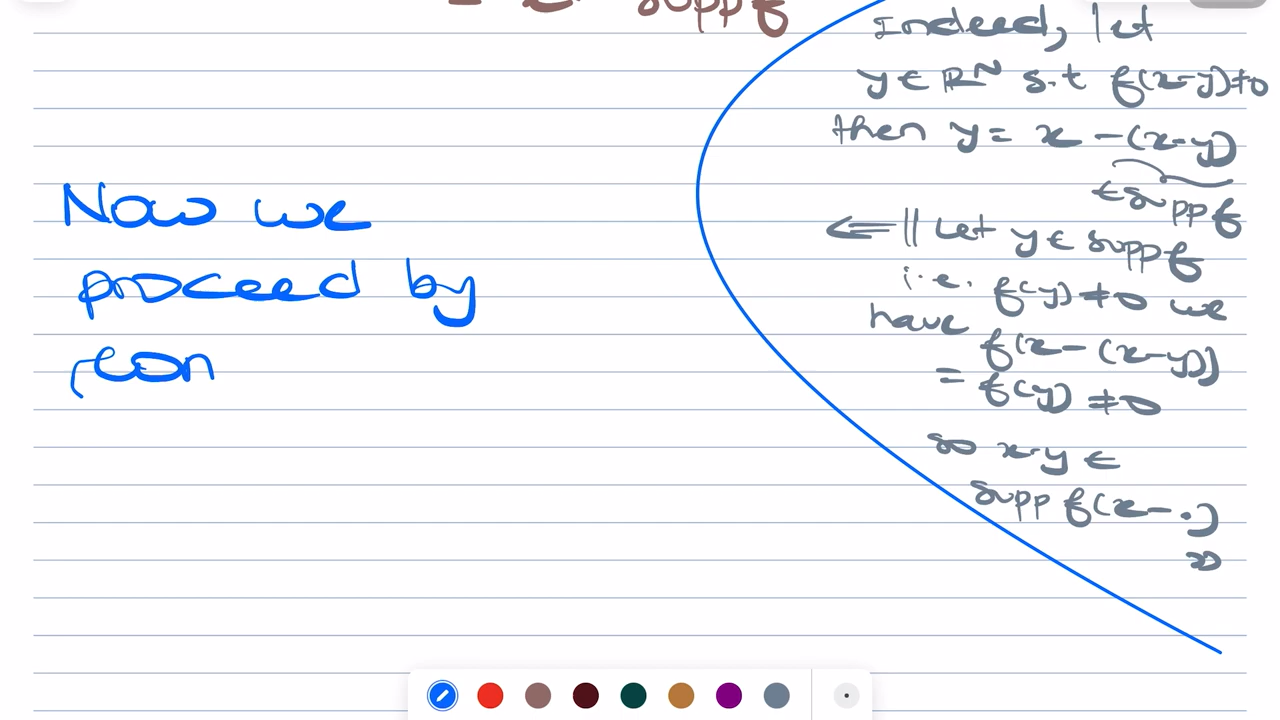 supp f
Indeed, let
y ∈ ℝᴺ s.t f(x-y)≠0
then y = x -(x-y)
∈ supp f
Now we
proceed by
con
⇐ || Let y ∈ supp f
i.e. f(y) ≠ 0 we
have f(x-(x-y))
= f(y) ≠ 0
so x-y ∈
supp f(x-·)